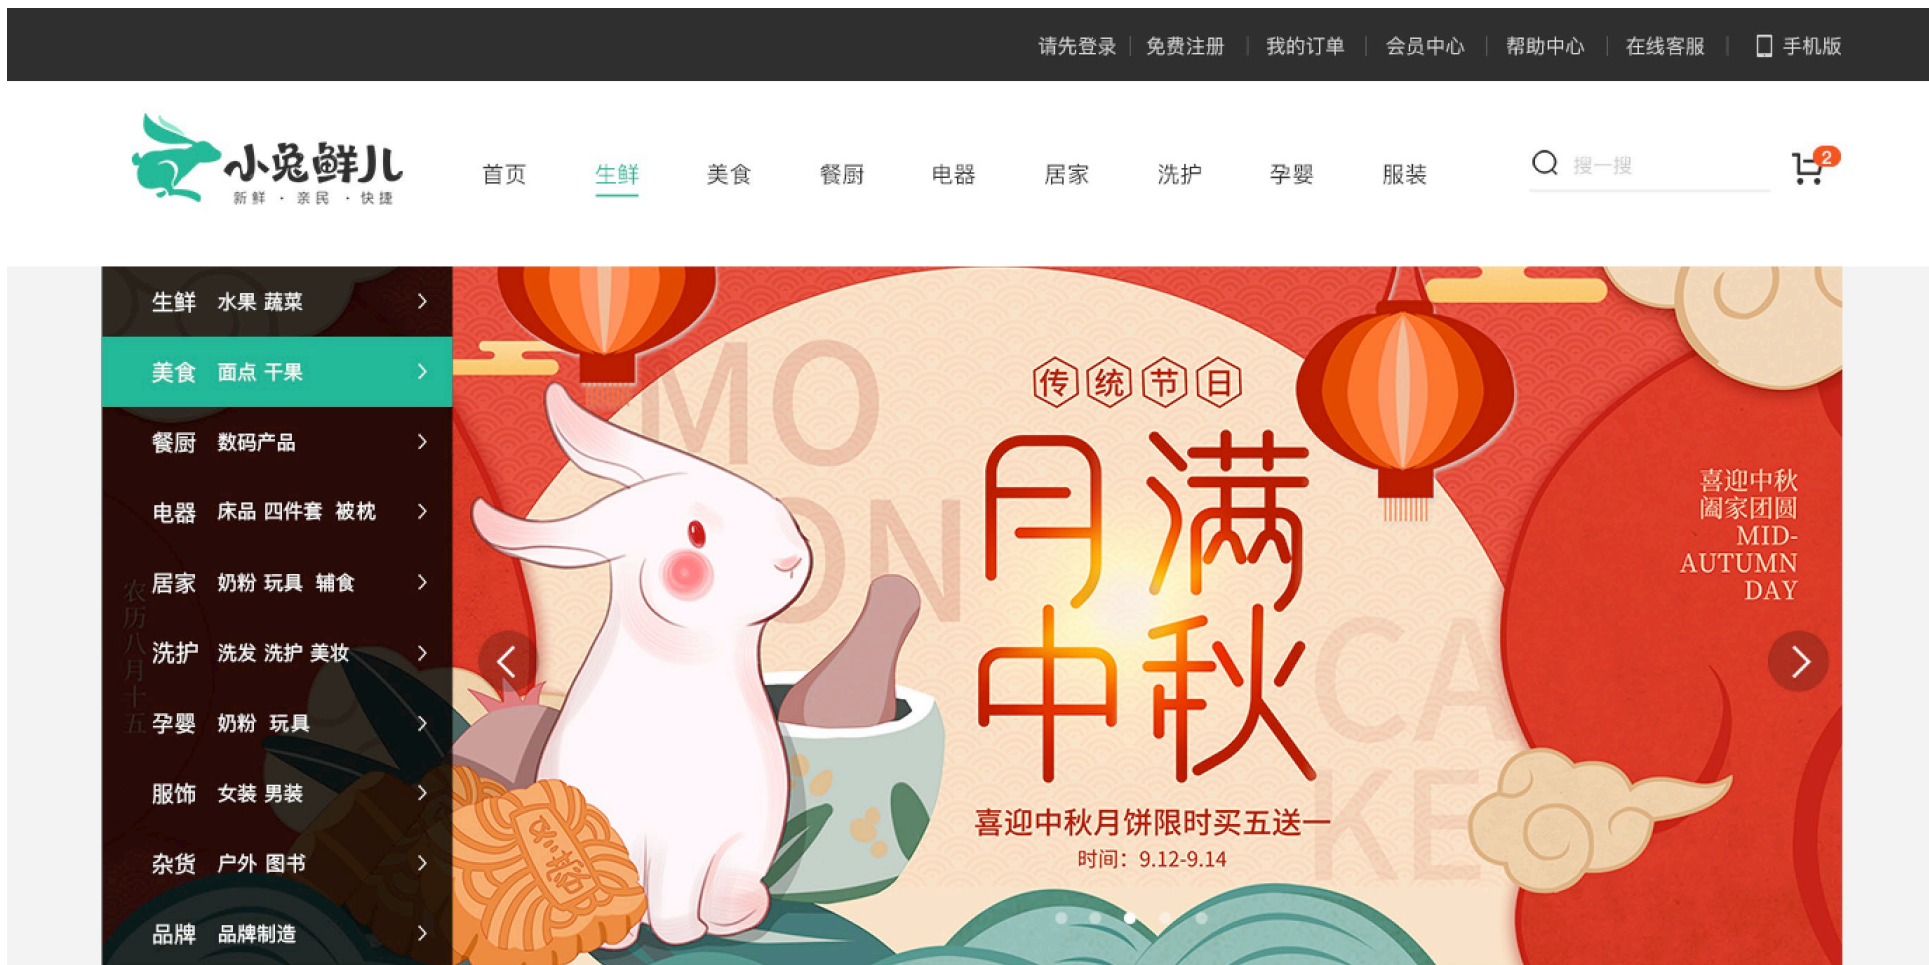 请先登录 免费注册 我的订单 会员中心 帮助中心 在线客服 手机版
小兔鲜儿
新鲜 · 亲民 · 快捷
首页 生鲜 美食 餐厨 电器 居家 洗护 孕婴 服装
搜一搜
2
生鲜 水果 蔬菜
美食 面点 干果
餐厨 数码产品
电器 床品 四件套 被枕
居家 奶粉 玩具 辅食
洗护 洗发 洗护 美妆
孕婴 奶粉 玩具
服饰 女装 男装
杂货 户外 图书
品牌 品牌制造
农历八月十五
MO
ON
CA
KE
传统节日
月满
中秋
喜迎中秋月饼限时买五送一
时间：9.12-9.14
喜迎中秋
阖家团圆
MID-
AUTUMN
DAY